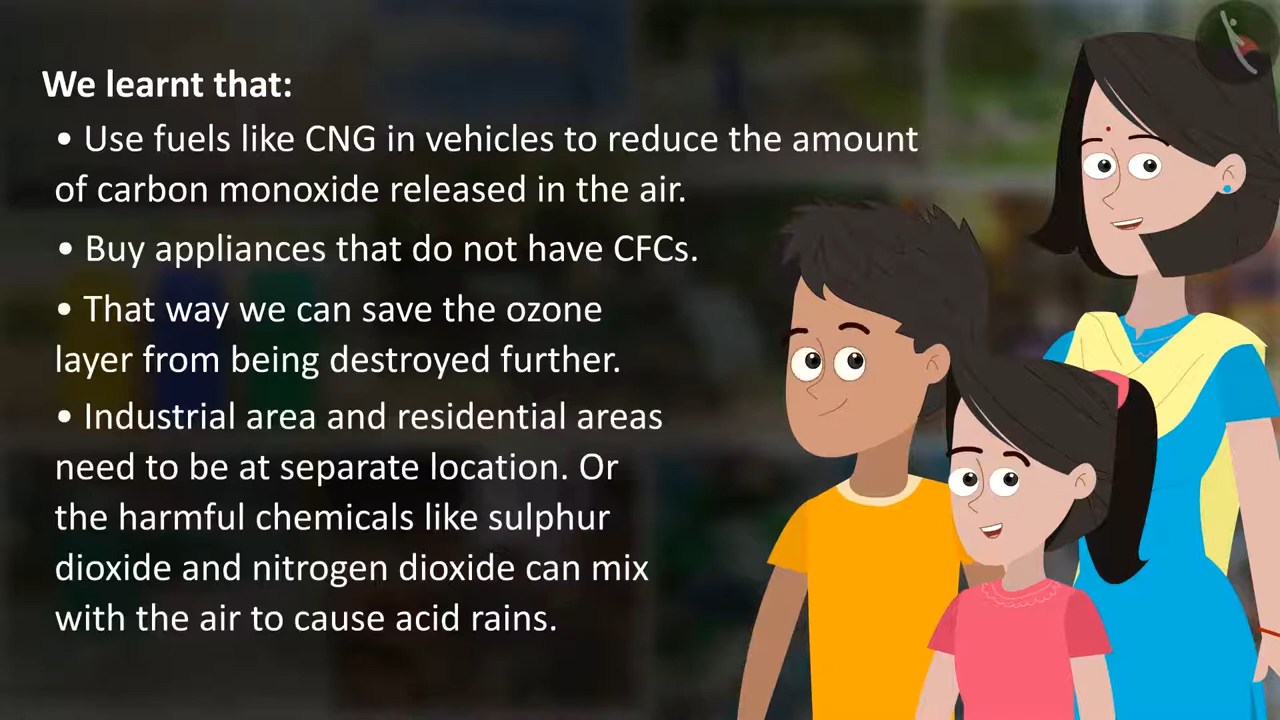 We learnt that:
• Use fuels like CNG in vehicles to reduce the amount
of carbon monoxide released in the air.
• Buy appliances that do not have CFCs.
• That way we can save the ozone
layer from being destroyed further.
• Industrial area and residential areas
need to be at separate location. Or
the harmful chemicals like sulphur
dioxide and nitrogen dioxide can mix
with the air to cause acid rains.